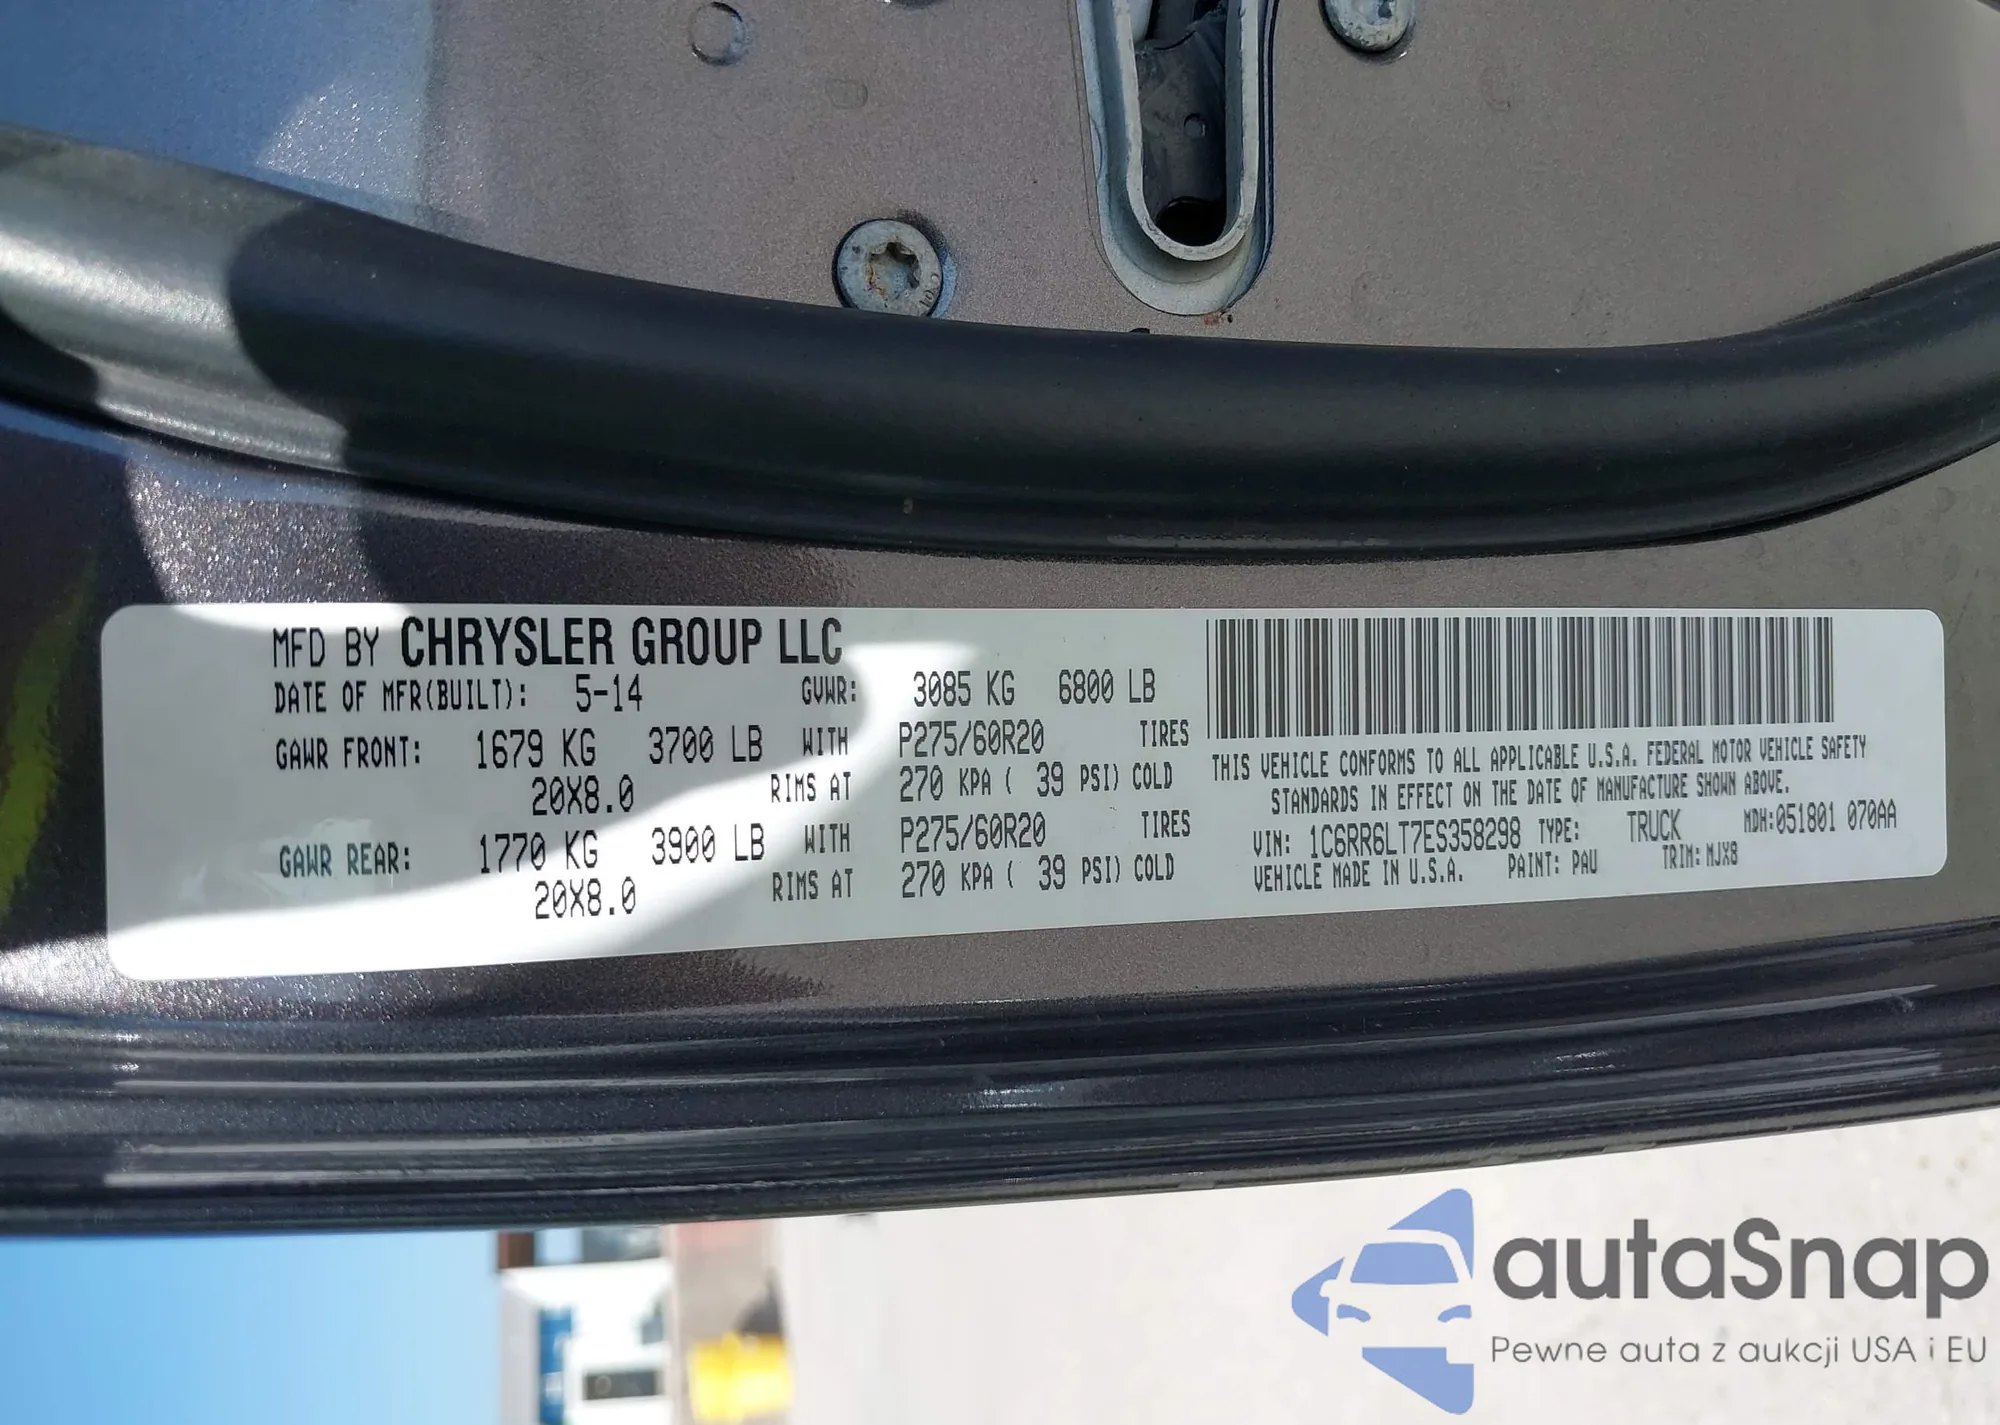 MFD BY CHRYSLER GROUP LLC
DATE OF MFR(BUILT): 5-14 GVWR: 3085 KG 6800 LB
GAWR FRONT: 1679 KG 3700 LB WITH P275/60R20 TIRES
20X8.0 RIMS AT 270 KPA ( 39 PSI) COLD
GAWR REAR: 1770 KG 3900 LB WITH P275/60R20 TIRES
20X8.0 RIMS AT 270 KPA ( 39 PSI) COLD
THIS VEHICLE CONFORMS TO ALL APPLICABLE U.S.A. FEDERAL MOTOR VEHICLE SAFETY
STANDARDS IN EFFECT ON THE DATE OF MANUFACTURE SHOWN ABOVE.
VIN: 1C6RR6LT7ES358298 TYPE: TRUCK MDH:051801 070AA
VEHICLE MADE IN U.S.A. PAINT: PAU TRIM: MJX8
autaSnap
Pewne auta z aukcji USA i EU